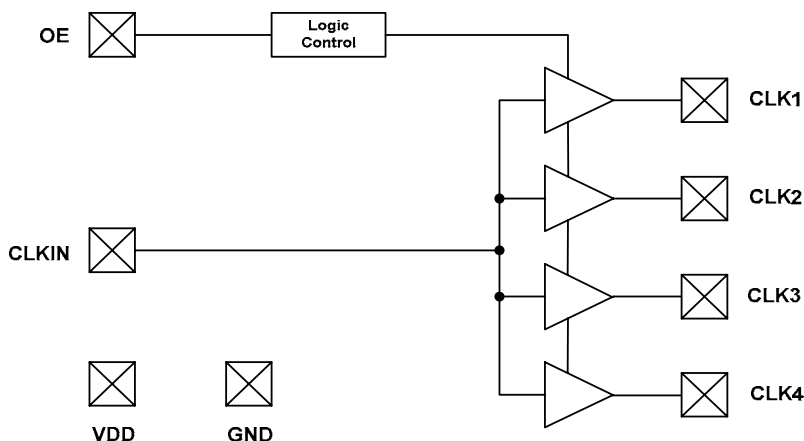 OE
Logic
Control
CLK1
CLK2
CLKIN
CLK3
CLK4
VDD
GND